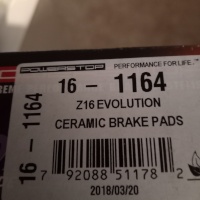 POWERSTOP PERFORMANCE FOR LIFE
16 - 1164
16 - 1164
Z16 EVOLUTION
CERAMIC BRAKE PADS
7 92088 51178 2
2018/03/20